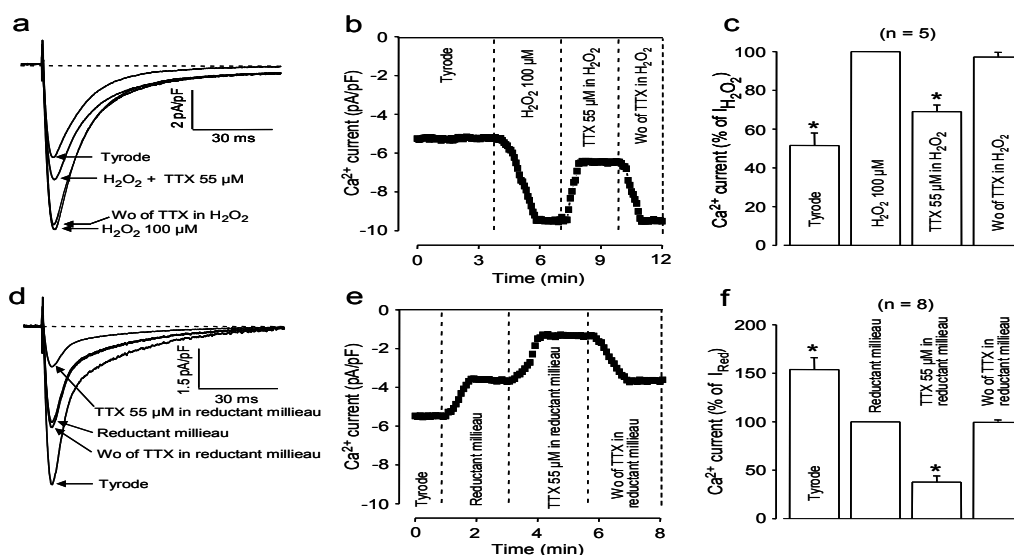 a
2 pA/pF
30 ms
Tyrode
H₂O₂ + TTX 55 µM
Wo of TTX in H₂O₂
H₂O₂ 100 µM
b
Ca²⁺ current (pA/pF)
0
-2
-4
-6
-8
-10
Tyrode
H₂O₂ 100 µM
TTX 55 µM in H₂O₂
Wo of TTX in H₂O₂
0 3 6 9 12
Time (min)
c
(n = 5)
Ca²⁺ current (% of I_H₂O₂)
100
80
60
40
20
0
*
*
Tyrode
H₂O₂ 100 µM
TTX 55 µM in H₂O₂
Wo of TTX in H₂O₂
d
1.5 pA/pF
30 ms
TTX 55 µM in reductant millieau
Reductant millieau
Wo of TTX in reductant millieau
Tyrode
e
Ca²⁺ current (pA/pF)
0
-2
-4
-6
-8
-10
Tyrode
Reductant millieau
TTX 55 µM in reductant millieau
Wo of TTX in
reductant millieau
0 2 4 6 8
Time (min)
f
(n = 8)
Ca²⁺ current (% of I_Red)
200
150
100
50
0
*
*
Tyrode
Reductant millieau
TTX 55 µM in
reductant millieau
Wo of TTX in
reductant millieau